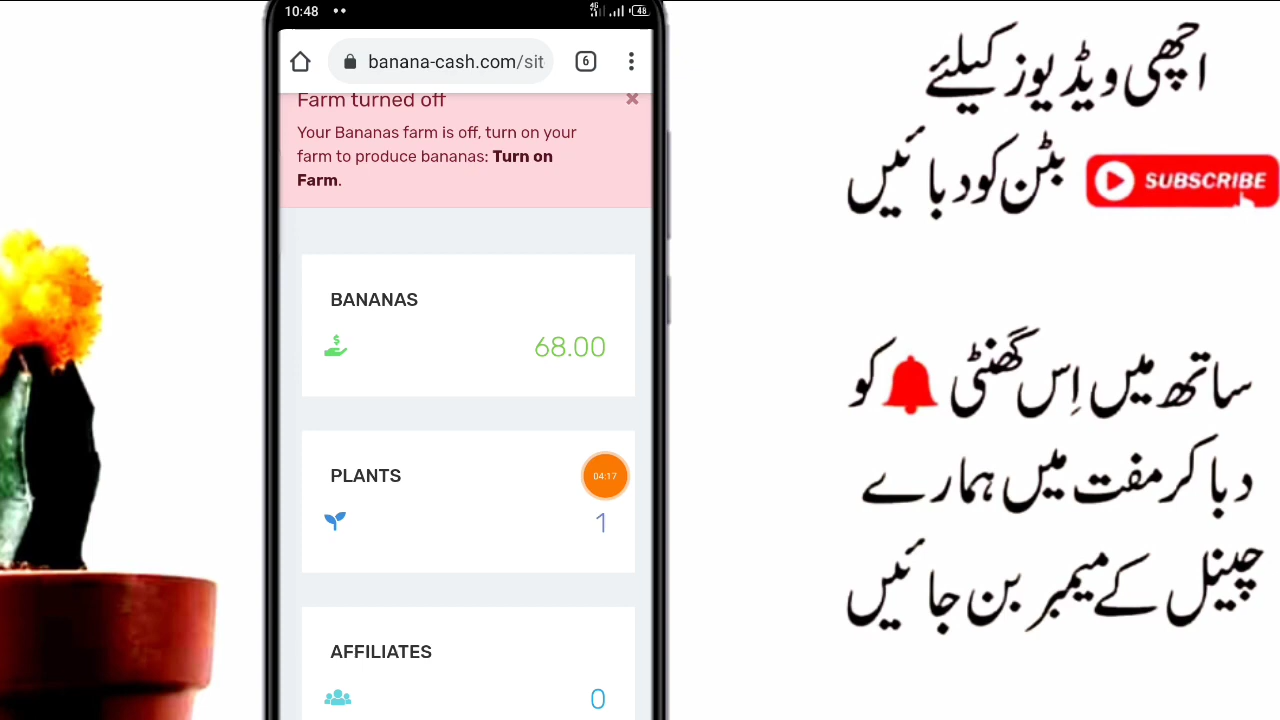 10:48
4G
48
banana-cash.com/sit
6
Farm turned off
Your Bananas farm is off, turn on your
farm to produce bananas: Turn on
Farm.
BANANAS
68.00
PLANTS
04:17
1
AFFILIATES
0
اچھی ویڈیوز کیلئے
بٹن کو دبائیں SUBSCRIBE
ساتھ میں اِس گھنٹی کو
دبا کر مفت میں ہمارے
چینل کے میمبر بن جائیں